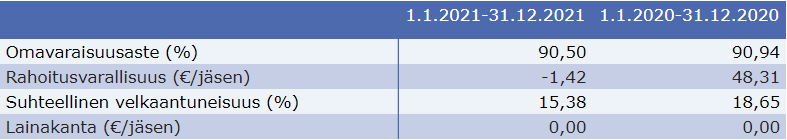 1.1.2021-31.12.2021 1.1.2020-31.12.2020
Omavaraisuusaste (%) 90,50 90,94
Rahoitusvarallisuus (€/jäsen) -1,42 48,31
Suhteellinen velkaantuneisuus (%) 15,38 18,65
Lainakanta (€/jäsen) 0,00 0,00